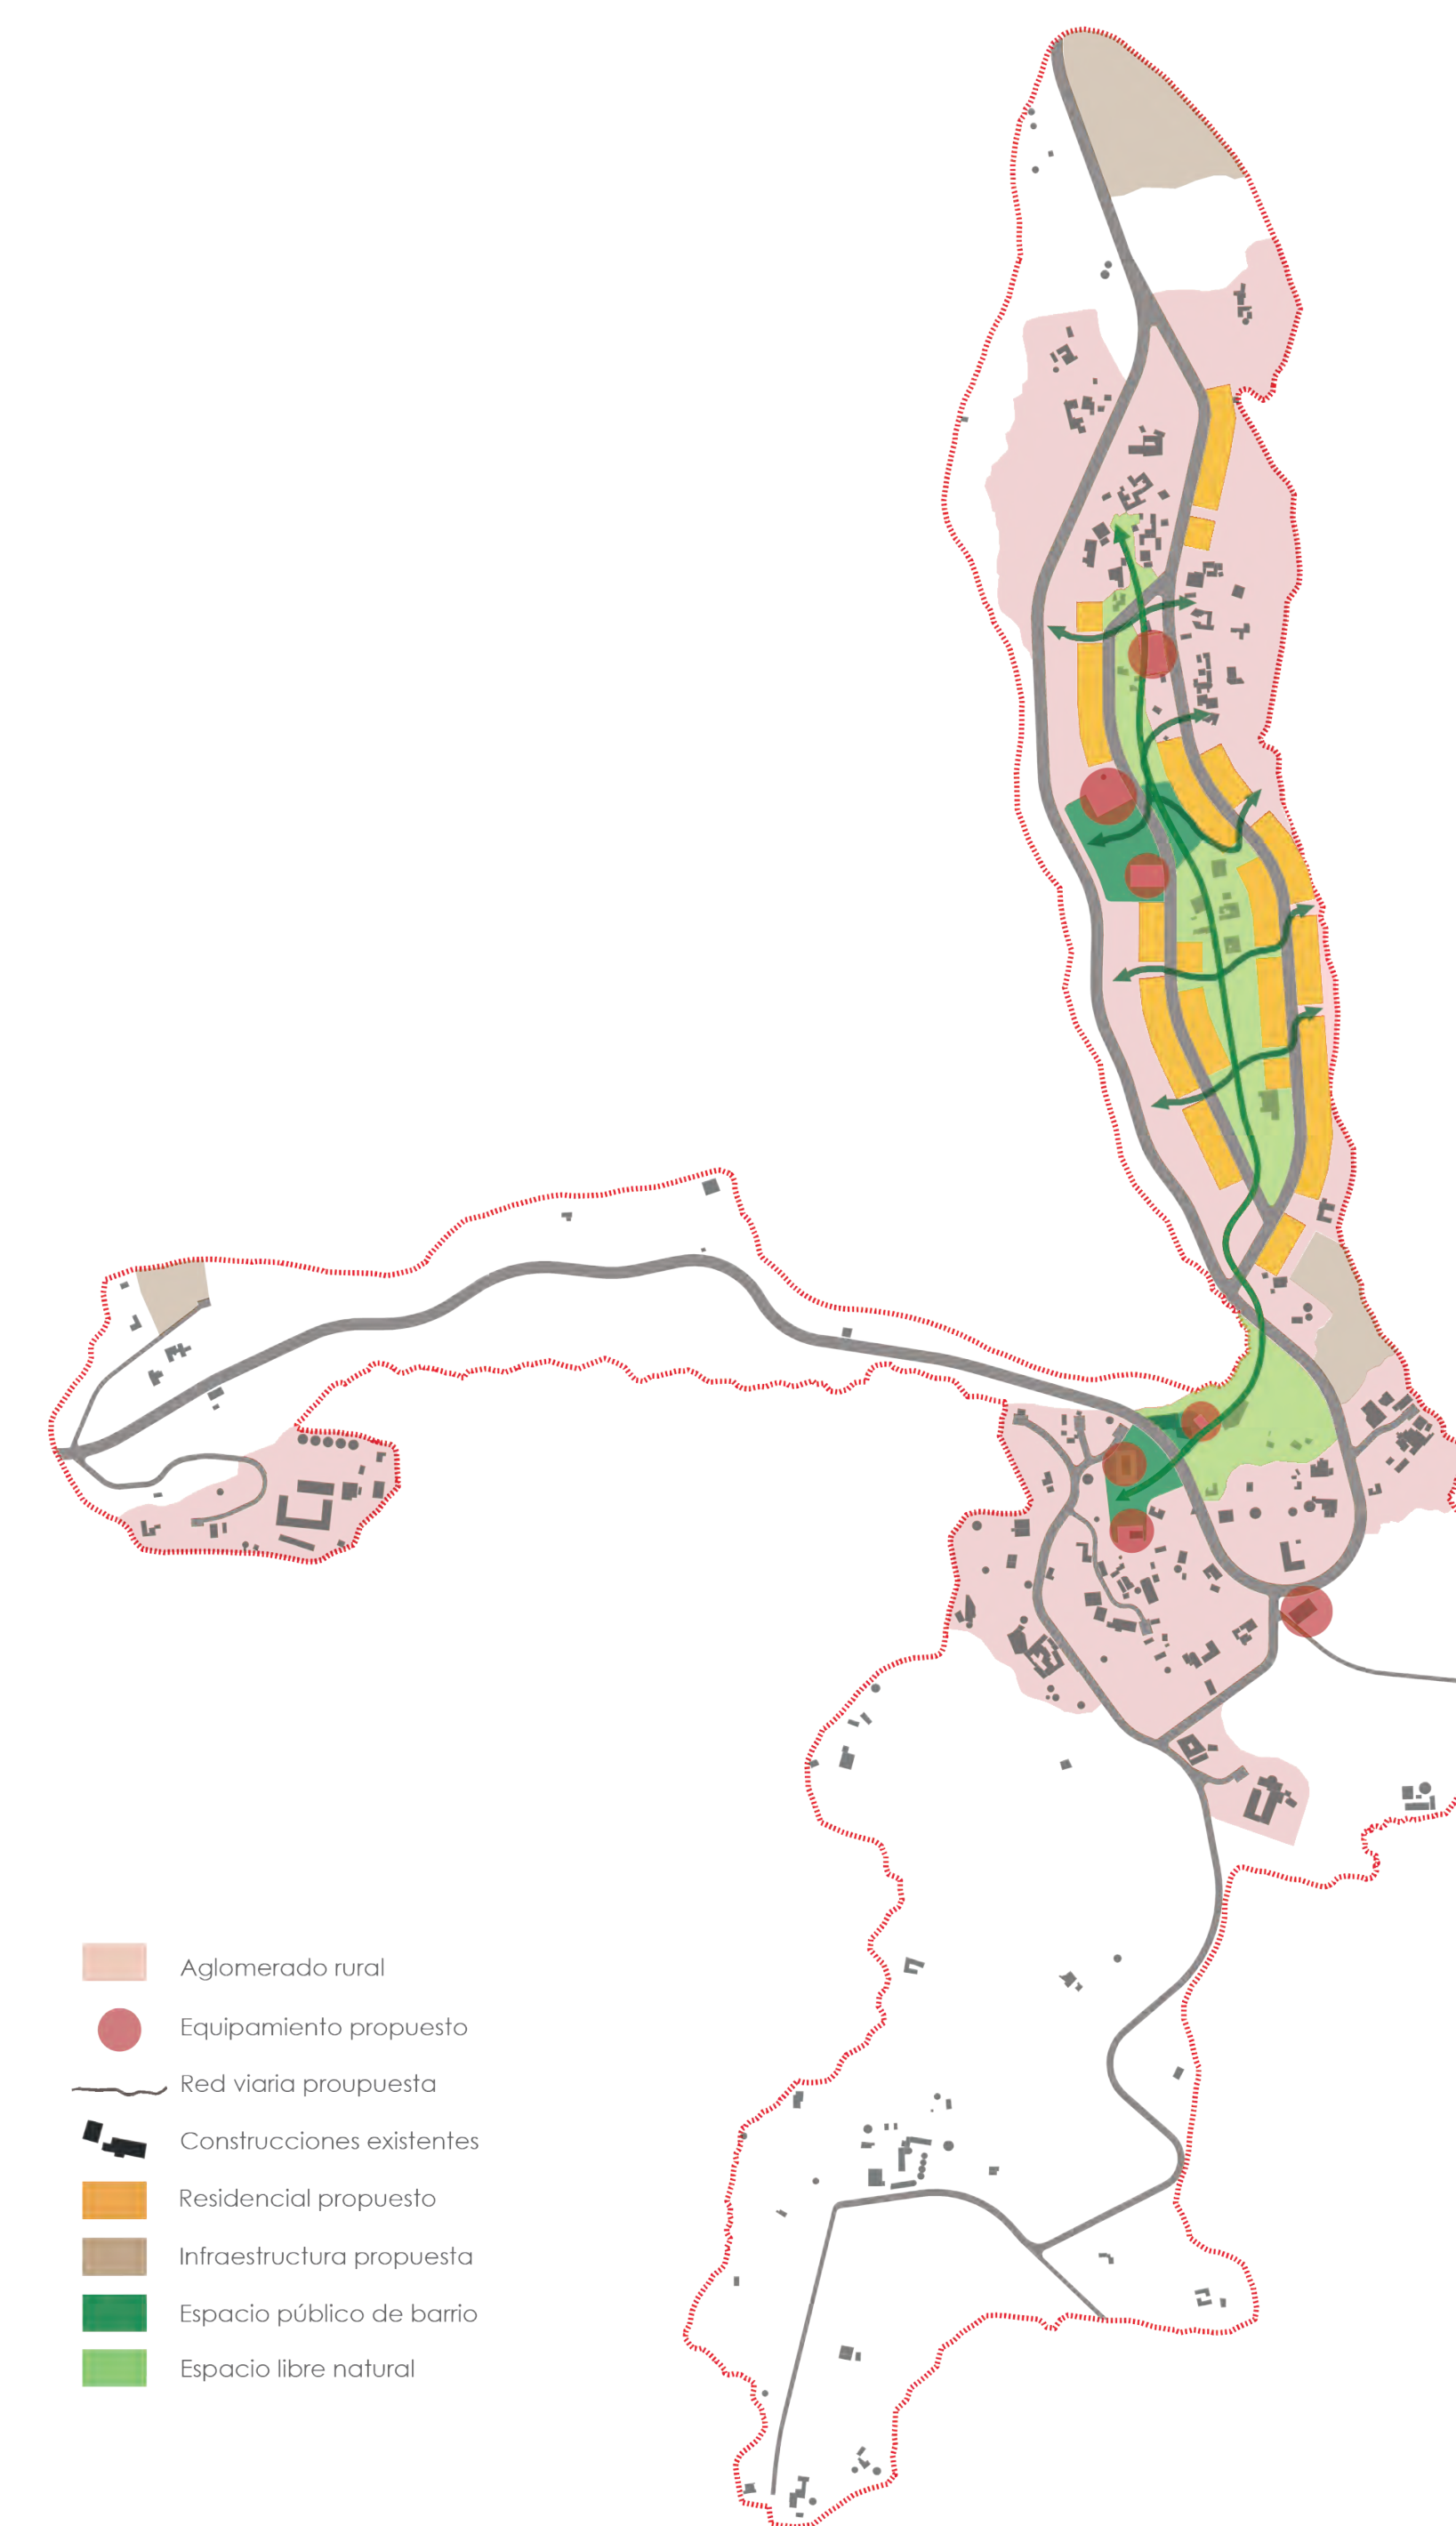 Aglomerado rural
Equipamiento propuesto
Red viaria proupuesta
Construcciones existentes
Residencial propuesto
Infraestructura propuesta
Espacio público de barrio
Espacio libre natural